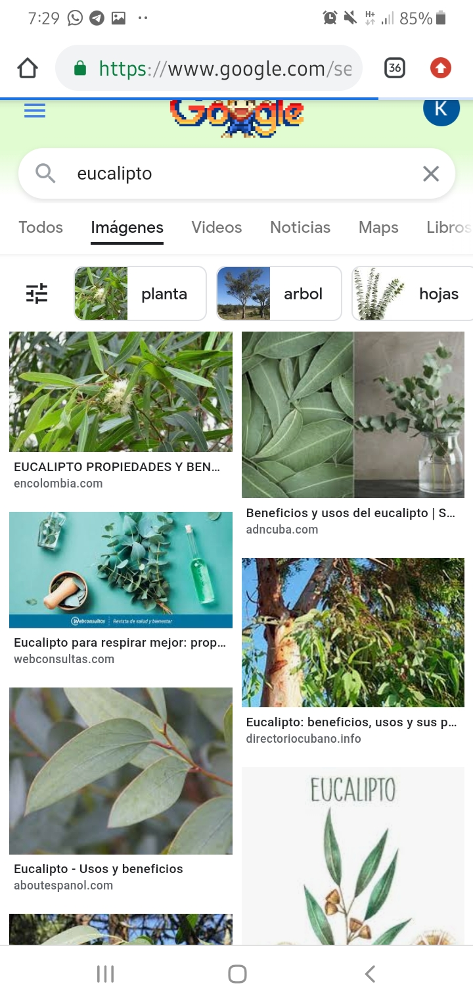 7:29
H+
85%
https://www.google.com/se
36
Google
K
eucalipto
Todos
Imágenes
Videos
Noticias
Maps
Libros
planta
arbol
hojas
EUCALIPTO PROPIEDADES Y BEN...
encolombia.com
Beneficios y usos del eucalipto | S...
adncuba.com
Webconsultas
Revista de salud y bienestar
Eucalipto para respirar mejor: prop...
webconsultas.com
Eucalipto: beneficios, usos y sus p...
directoriocubano.info
EUCALIPTO
Eucalipto - Usos y beneficios
aboutespanol.com